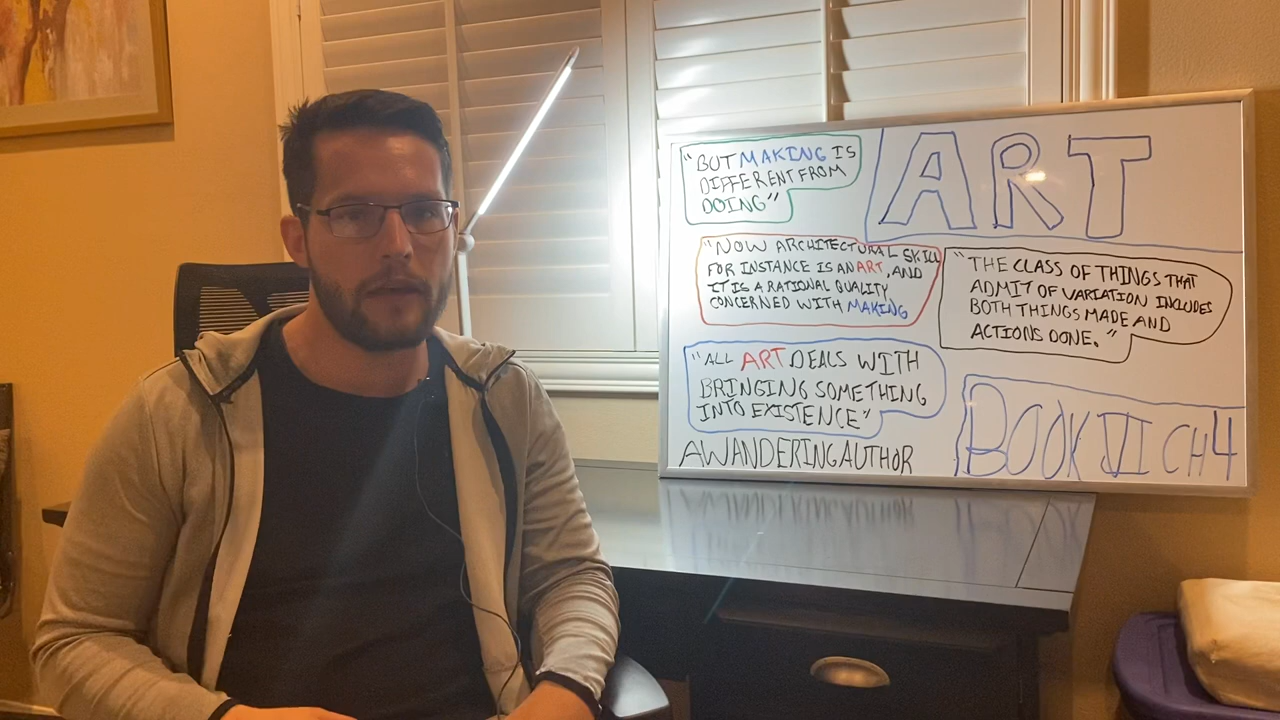 "BUT MAKING IS
DIFFERENT FROM
DOING"
ART
"NOW ARCHITECTURAL SKILL
FOR INSTANCE IS AN ART, AND
IT IS A RATIONAL QUALITY
CONCERNED WITH MAKING
"THE CLASS OF THINGS THAT
ADMIT OF VARIATION INCLUDES
BOTH THINGS MADE AND
ACTIONS DONE."
"ALL ART DEALS WITH
BRINGING SOMETHING
INTO EXISTENCE"
AWANDERINGAUTHOR
BOOK VI CH4